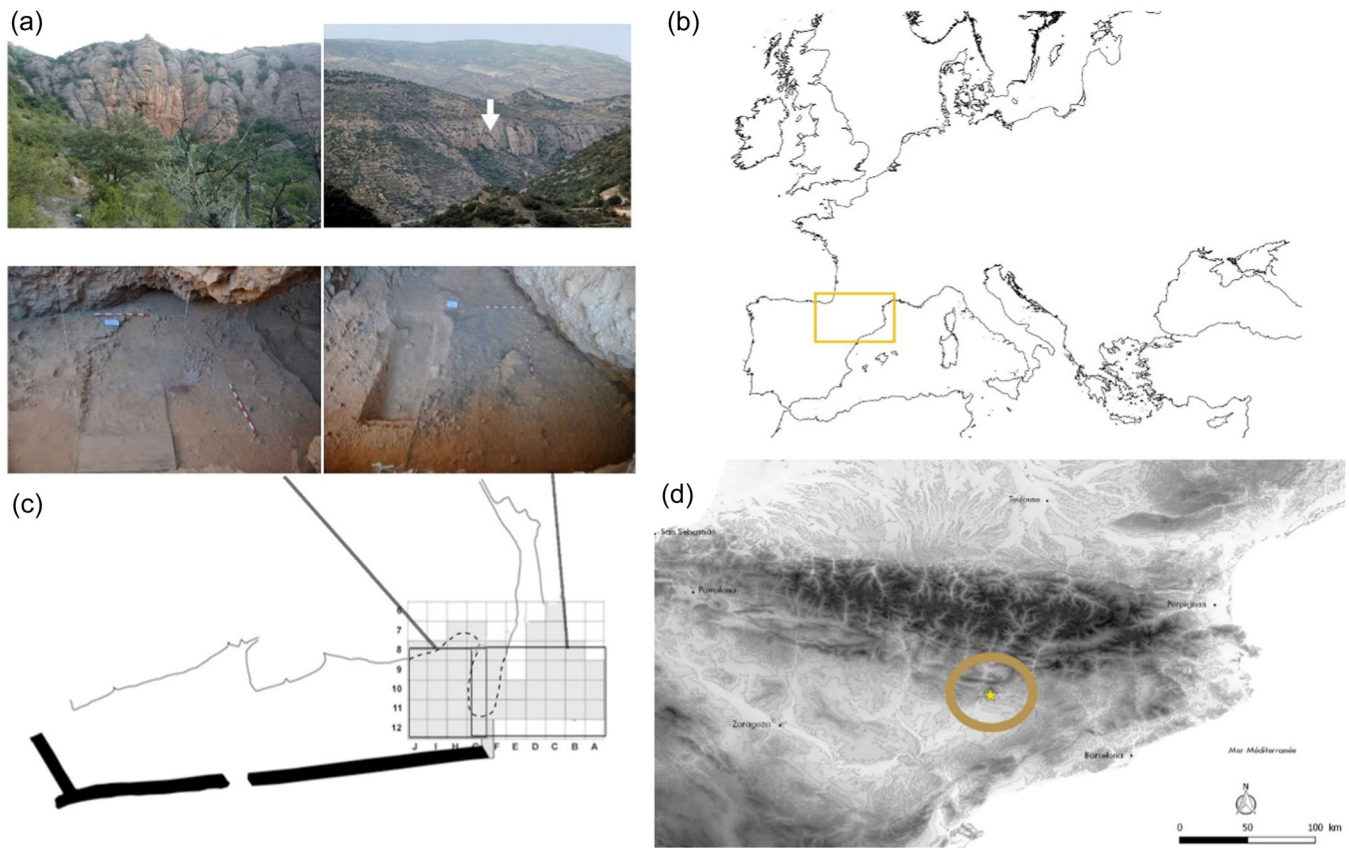 (a)
(b)
(c)
6
7
8
9
10
11
12
J I H G F E D C B A
(d)
Toulouse
San Sebastián
Pamplona
Perpignan
Zaragoza
Barcelona
Mer Méditerranée
N
0 50 100 km